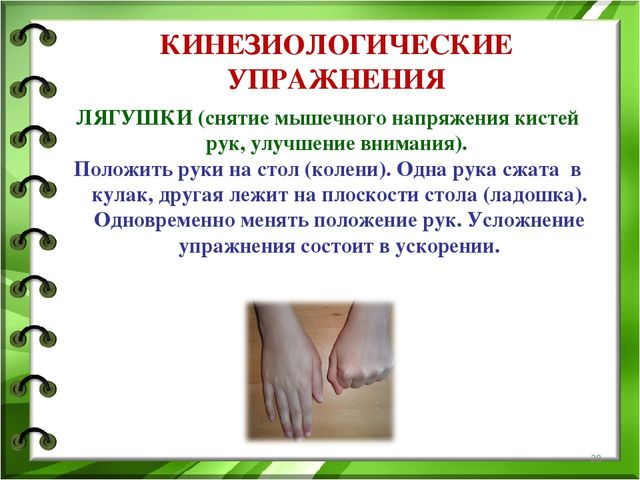 КИНЕЗИОЛОГИЧЕСКИЕ
УПРАЖНЕНИЯ
ЛЯГУШКИ (снятие мышечного напряжения кистей
рук, улучшение внимания).
Положить руки на стол (колени). Одна рука сжата в
кулак, другая лежит на плоскости стола (ладошка).
Одновременно менять положение рук. Усложнение
упражнения состоит в ускорении.